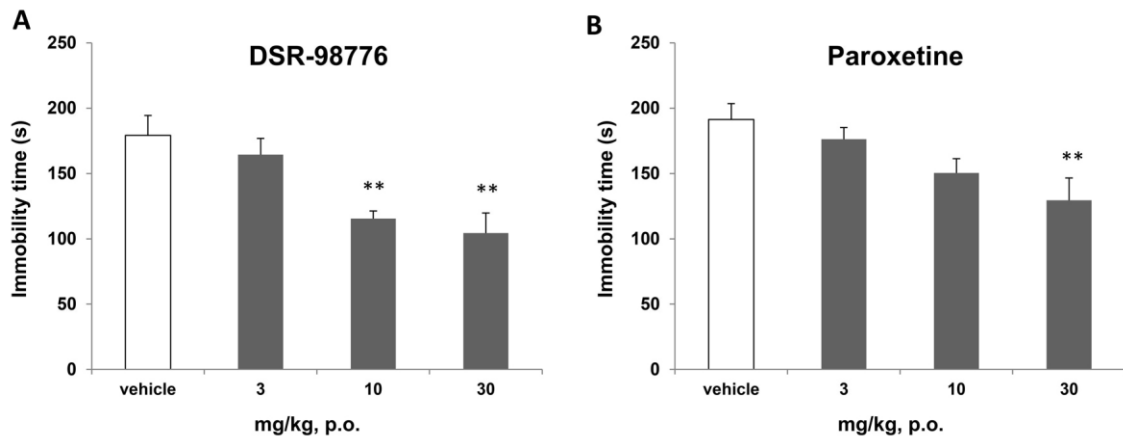 A
DSR-98776
Immobility time (s)
250
200
150
100
50
0
** **
vehicle 3 10 30
mg/kg, p.o.
B
Paroxetine
Immobility time (s)
250
200
150
100
50
0
**
vehicle 3 10 30
mg/kg, p.o.